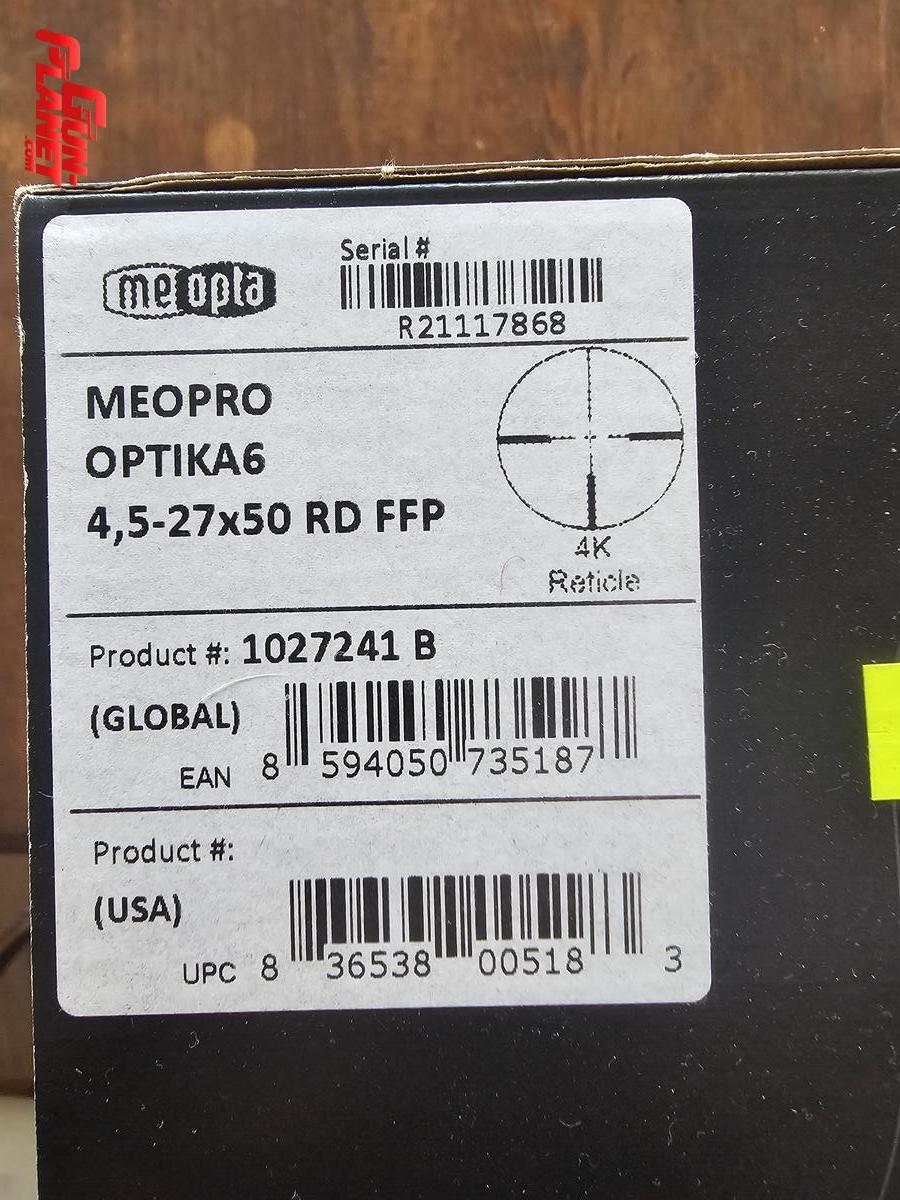 GUN-
PLANET
.com
meopta
Serial #
R21117868
MEOPRO
OPTIKA6
4,5-27x50 RD FFP
4K
Reticle
Product #: 1027241 B
(GLOBAL)
EAN 8 594050 735187
Product #:
(USA)
UPC 8 36538 00518 3